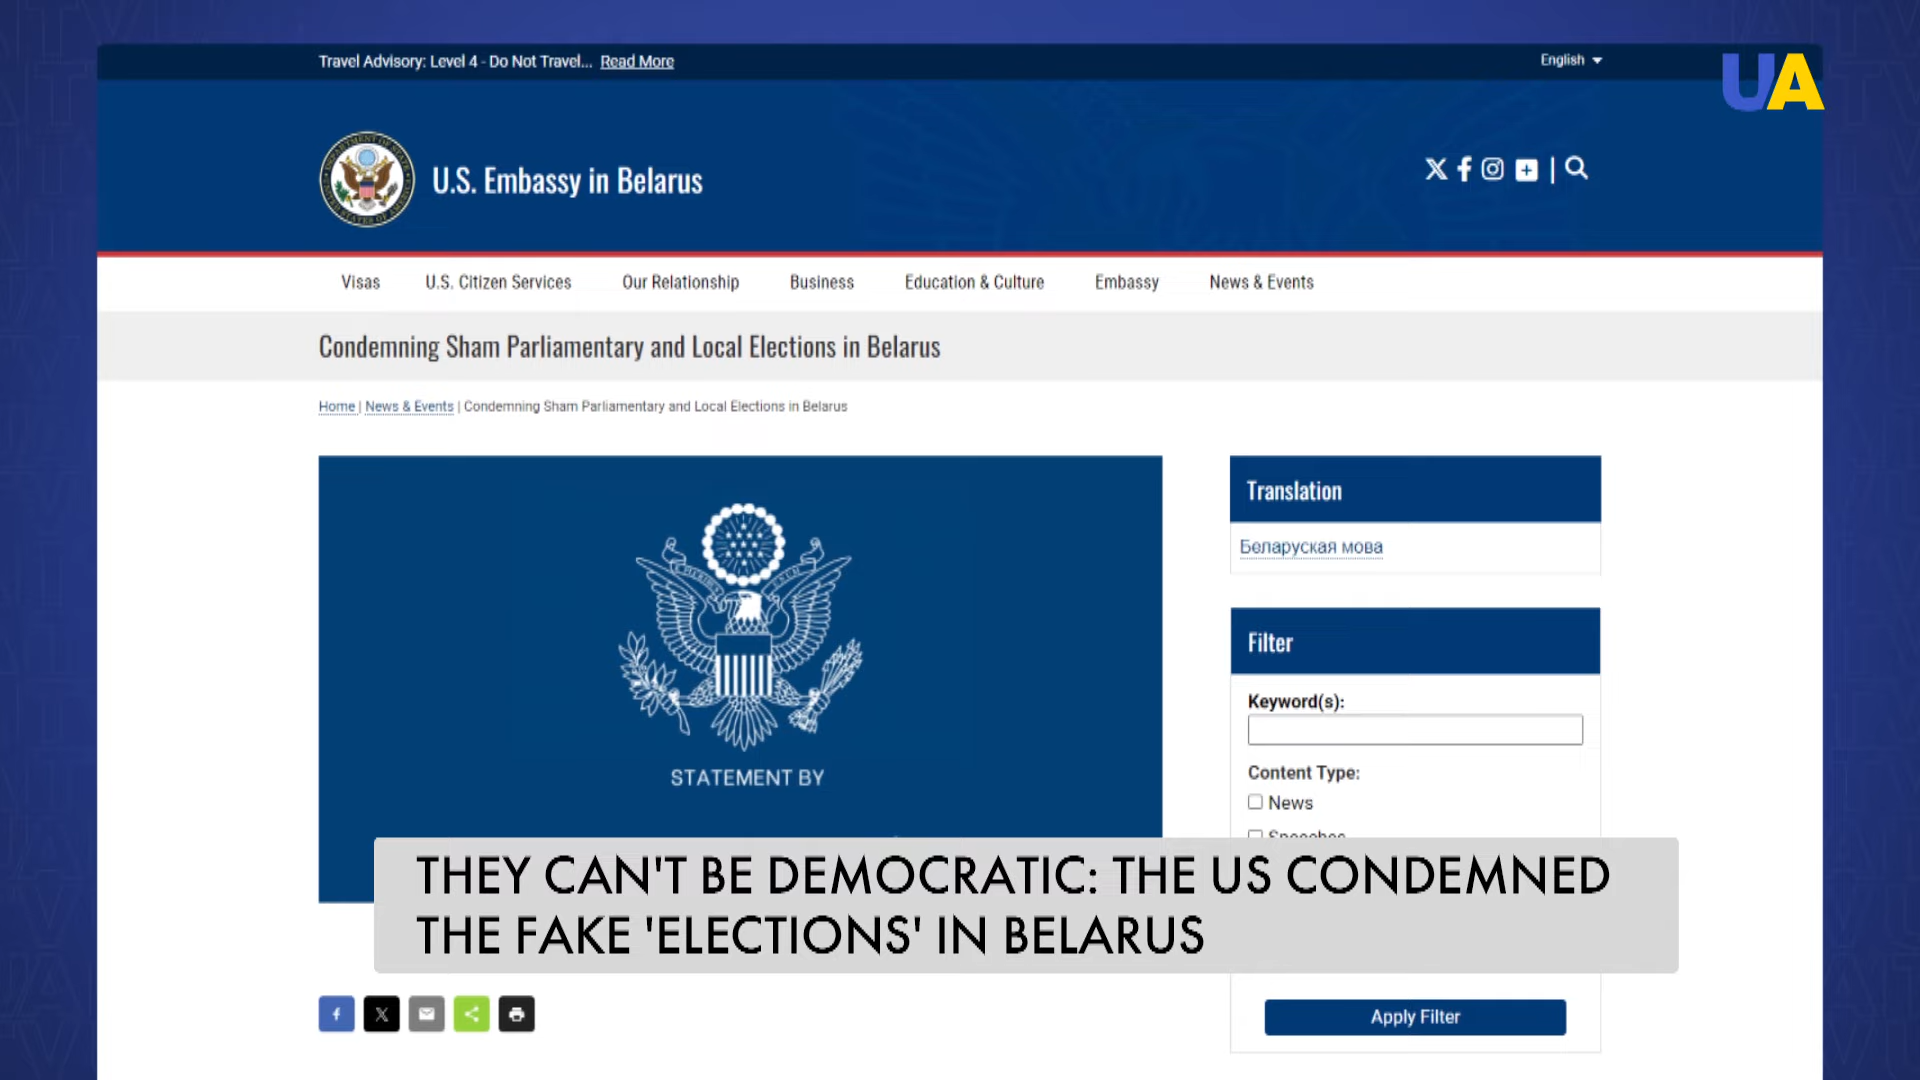 Travel Advisory: Level 4 - Do Not Travel... Read More
English
UA
U.S. Embassy in Belarus
Visas
U.S. Citizen Services
Our Relationship
Business
Education & Culture
Embassy
News & Events
Condemning Sham Parliamentary and Local Elections in Belarus
Home | News & Events | Condemning Sham Parliamentary and Local Elections in Belarus
STATEMENT BY
Translation
Беларуская мова
Filter
Keyword(s):
Content Type:
News
Speeches
THEY CAN'T BE DEMOCRATIC: THE US CONDEMNED
THE FAKE 'ELECTIONS' IN BELARUS
Apply Filter